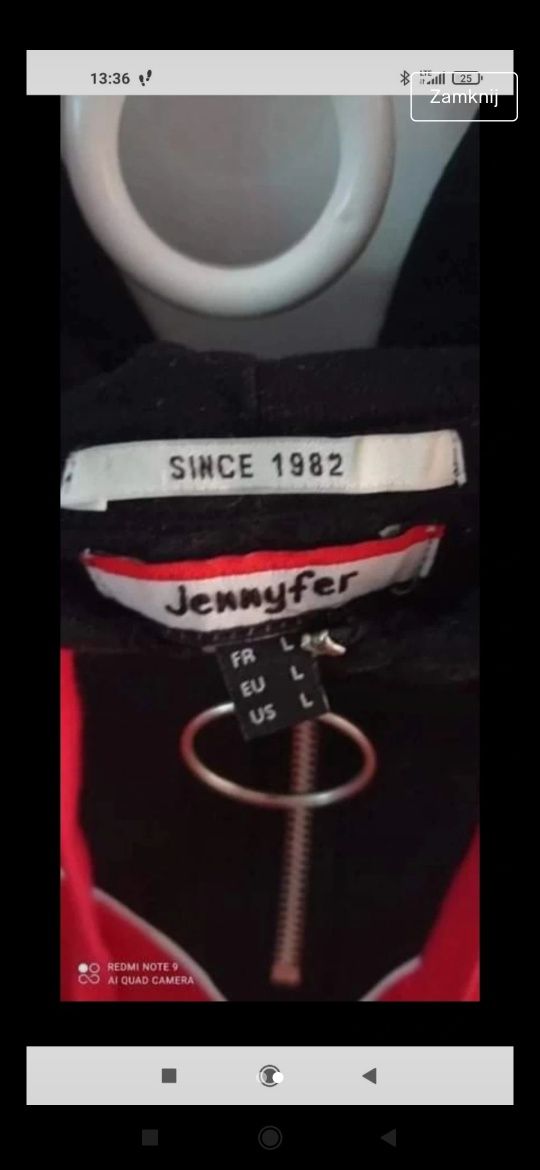 13:36
25
Zamknij
SINCE 1982
Jennyfer
FR L
EU L
US L
REDMI NOTE 9
AI QUAD CAMERA